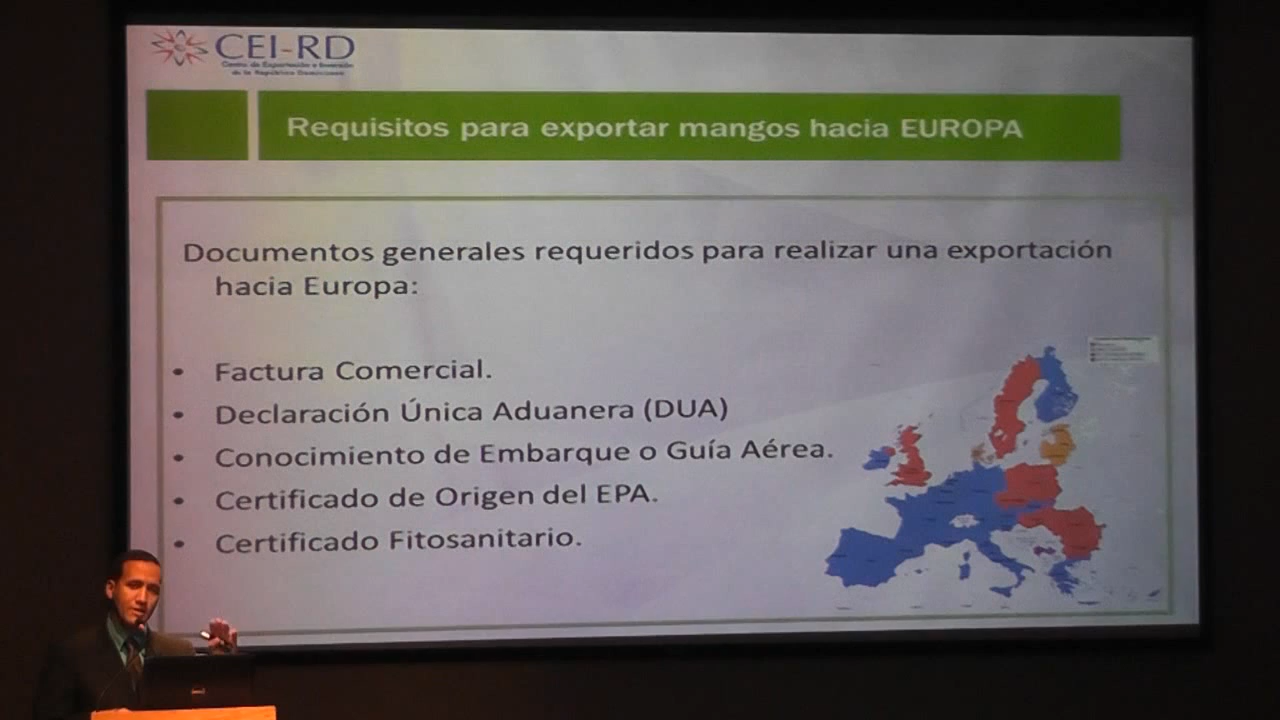 CEI-RD
Centro de Exportación e Inversión
de la República Dominicana
Requisitos para exportar mangos hacia EUROPA
Documentos generales requeridos para realizar una exportación
hacia Europa:
• Factura Comercial.
• Declaración Única Aduanera (DUA)
• Conocimiento de Embarque o Guía Aérea.
• Certificado de Origen del EPA.
• Certificado Fitosanitario.